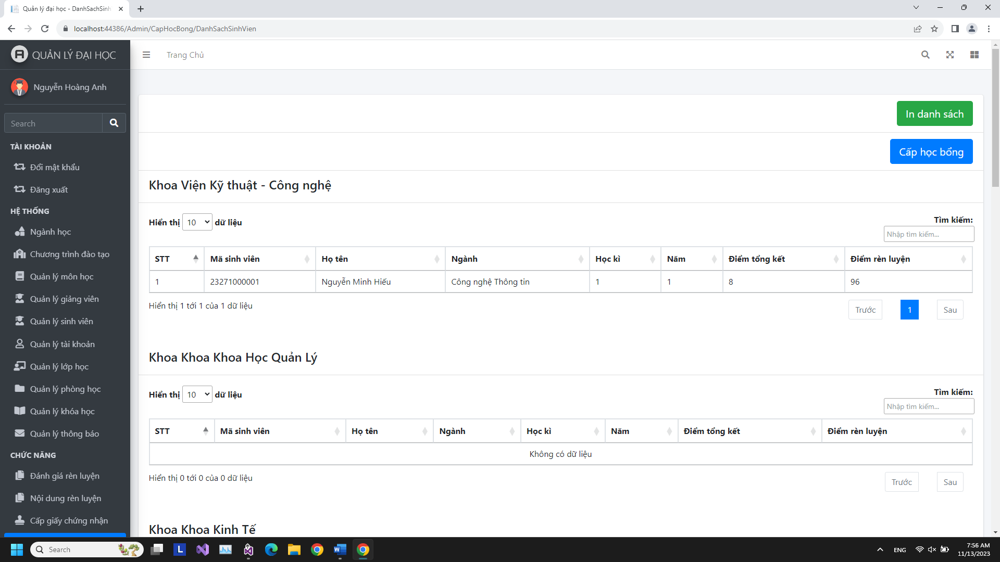 Quản lý đại học - DanhSachSinh
localhost:44386/Admin/CapHocBong/DanhSachSinhVien
QUẢN LÝ ĐẠI HỌC
Trang Chủ
Nguyễn Hoàng Anh
Search
TÀI KHOẢN
Đổi mật khẩu
Đăng xuất
HỆ THỐNG
Ngành học
Chương trình đào tạo
Quản lý môn học
Quản lý giảng viên
Quản lý sinh viên
Quản lý tài khoản
Quản lý lớp học
Quản lý phòng học
Quản lý khóa học
Quản lý thông báo
CHỨC NĂNG
Đánh giá rèn luyện
Nội dung rèn luyện
Cấp giấy chứng nhận
In danh sách
Cấp học bổng
Khoa Viện Kỹ thuật - Công nghệ
Hiển thị 10 dữ liệu
Tìm kiếm:
Nhập tìm kiếm...
STT Mã sinh viên Họ tên Ngành Học kì Năm Điểm tổng kết Điểm rèn luyện
1 23271000001 Nguyễn Minh Hiếu Công nghệ Thông tin 1 1 8 96
Hiển thị 1 tới 1 của 1 dữ liệu
Trước 1 Sau
Khoa Khoa Khoa Học Quản Lý
Hiển thị 10 dữ liệu
Tìm kiếm:
Nhập tìm kiếm...
STT Mã sinh viên Họ tên Ngành Học kì Năm Điểm tổng kết Điểm rèn luyện
Không có dữ liệu
Hiển thị 0 tới 0 của 0 dữ liệu
Trước Sau
Khoa Khoa Kinh Tế
Search
L
W
ENG
7:56 AM
11/13/2023